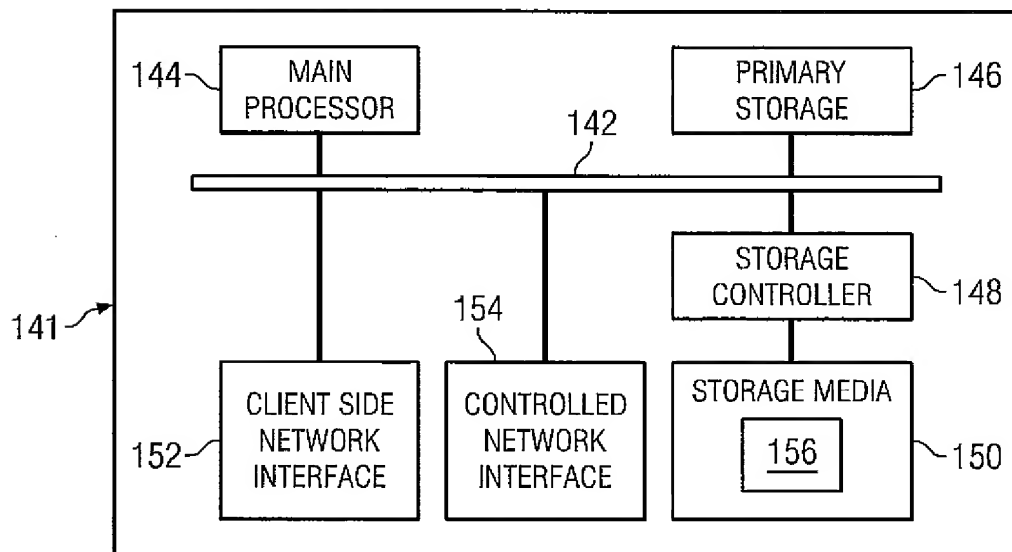 144
MAIN
PROCESSOR
PRIMARY
STORAGE
146
142
STORAGE
CONTROLLER
148
141
154
152
CLIENT SIDE
NETWORK
INTERFACE
CONTROLLED
NETWORK
INTERFACE
STORAGE MEDIA
156
150